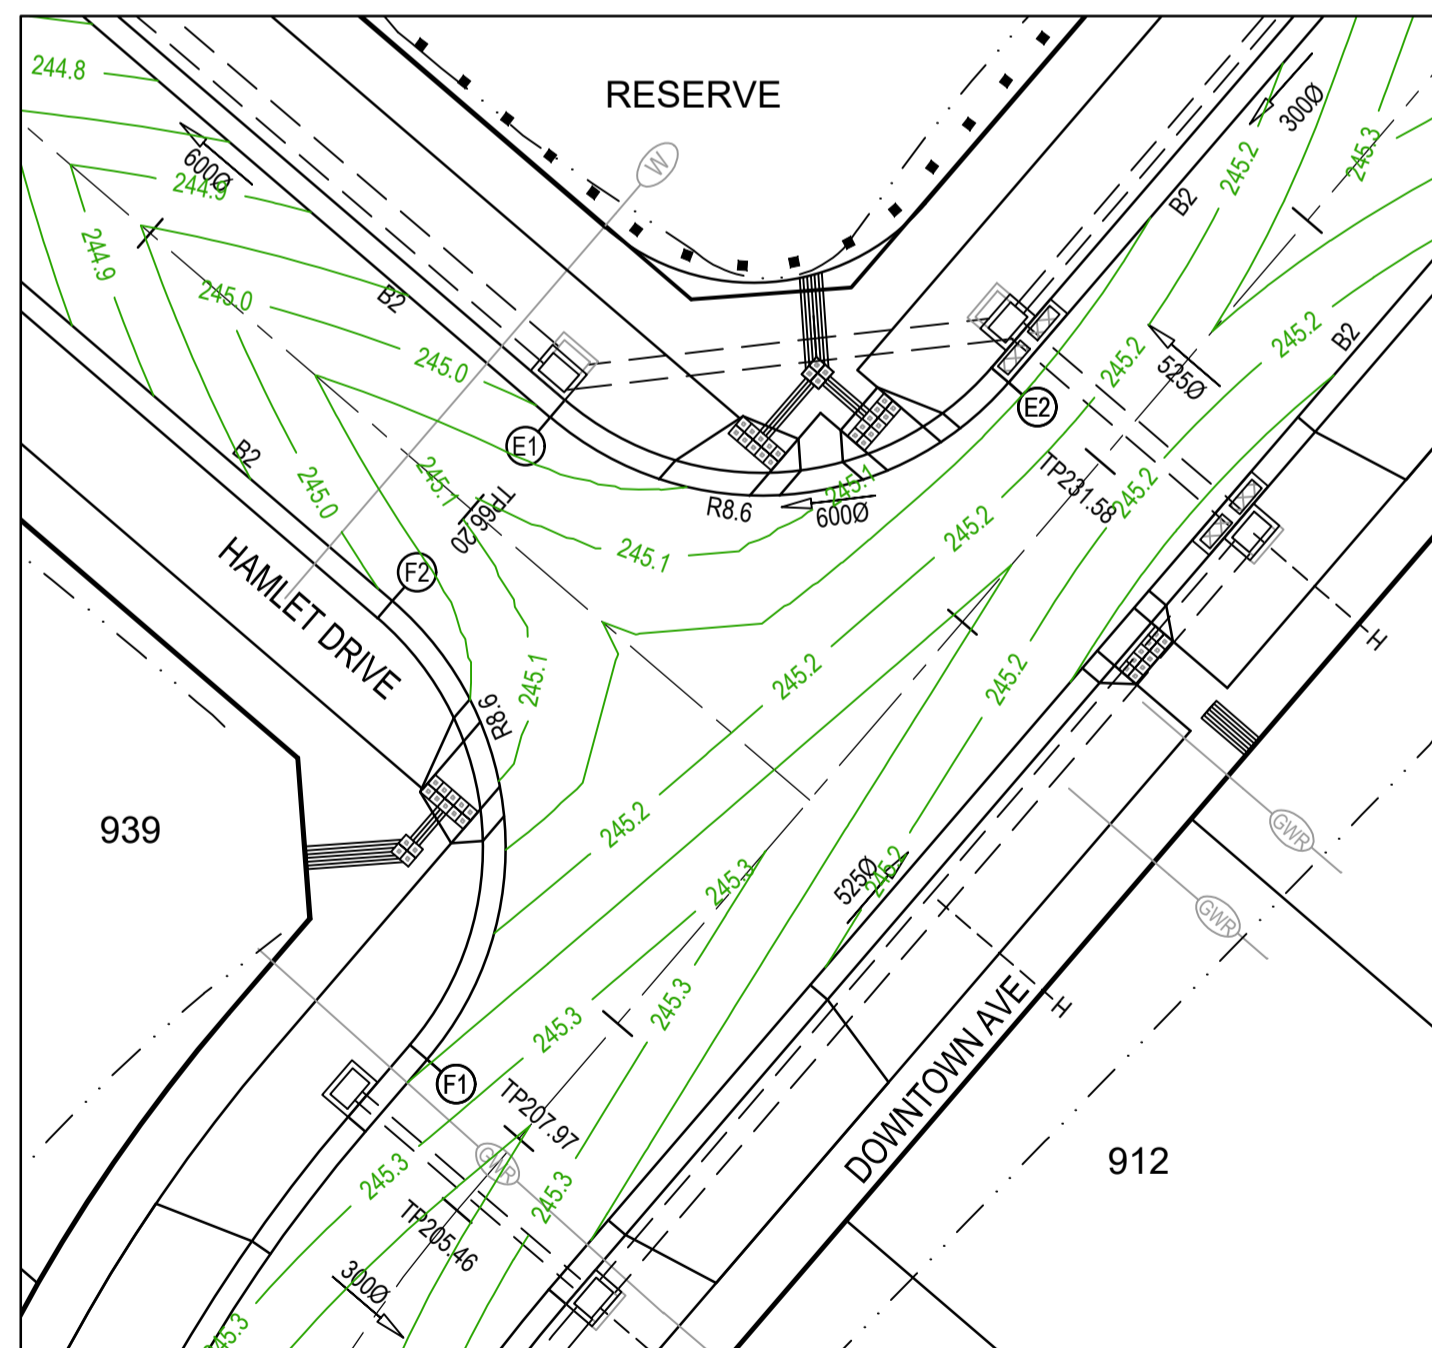 RESERVE
244.8
300Ø
600Ø
244.9
W
245.2
245.3
B2
244.9
245.0
B2
245.0
245.2
245.2
B2
525Ø
E1
E2
B2
245.1
245.0
TP66.20
R8.6
245.1
600Ø
TP231.58
245.2
245.2
245.1
F2
HAMLET DRIVE
245.1
R8.6
245.2
245.2
H
939
245.2
245.3
525Ø
245.2
GWR
GWR
245.3
245.3
H
DOWNTOWN AVE
F1
TP207.97
GWR
912
245.3
245.3
TP205.46
300Ø
245.3